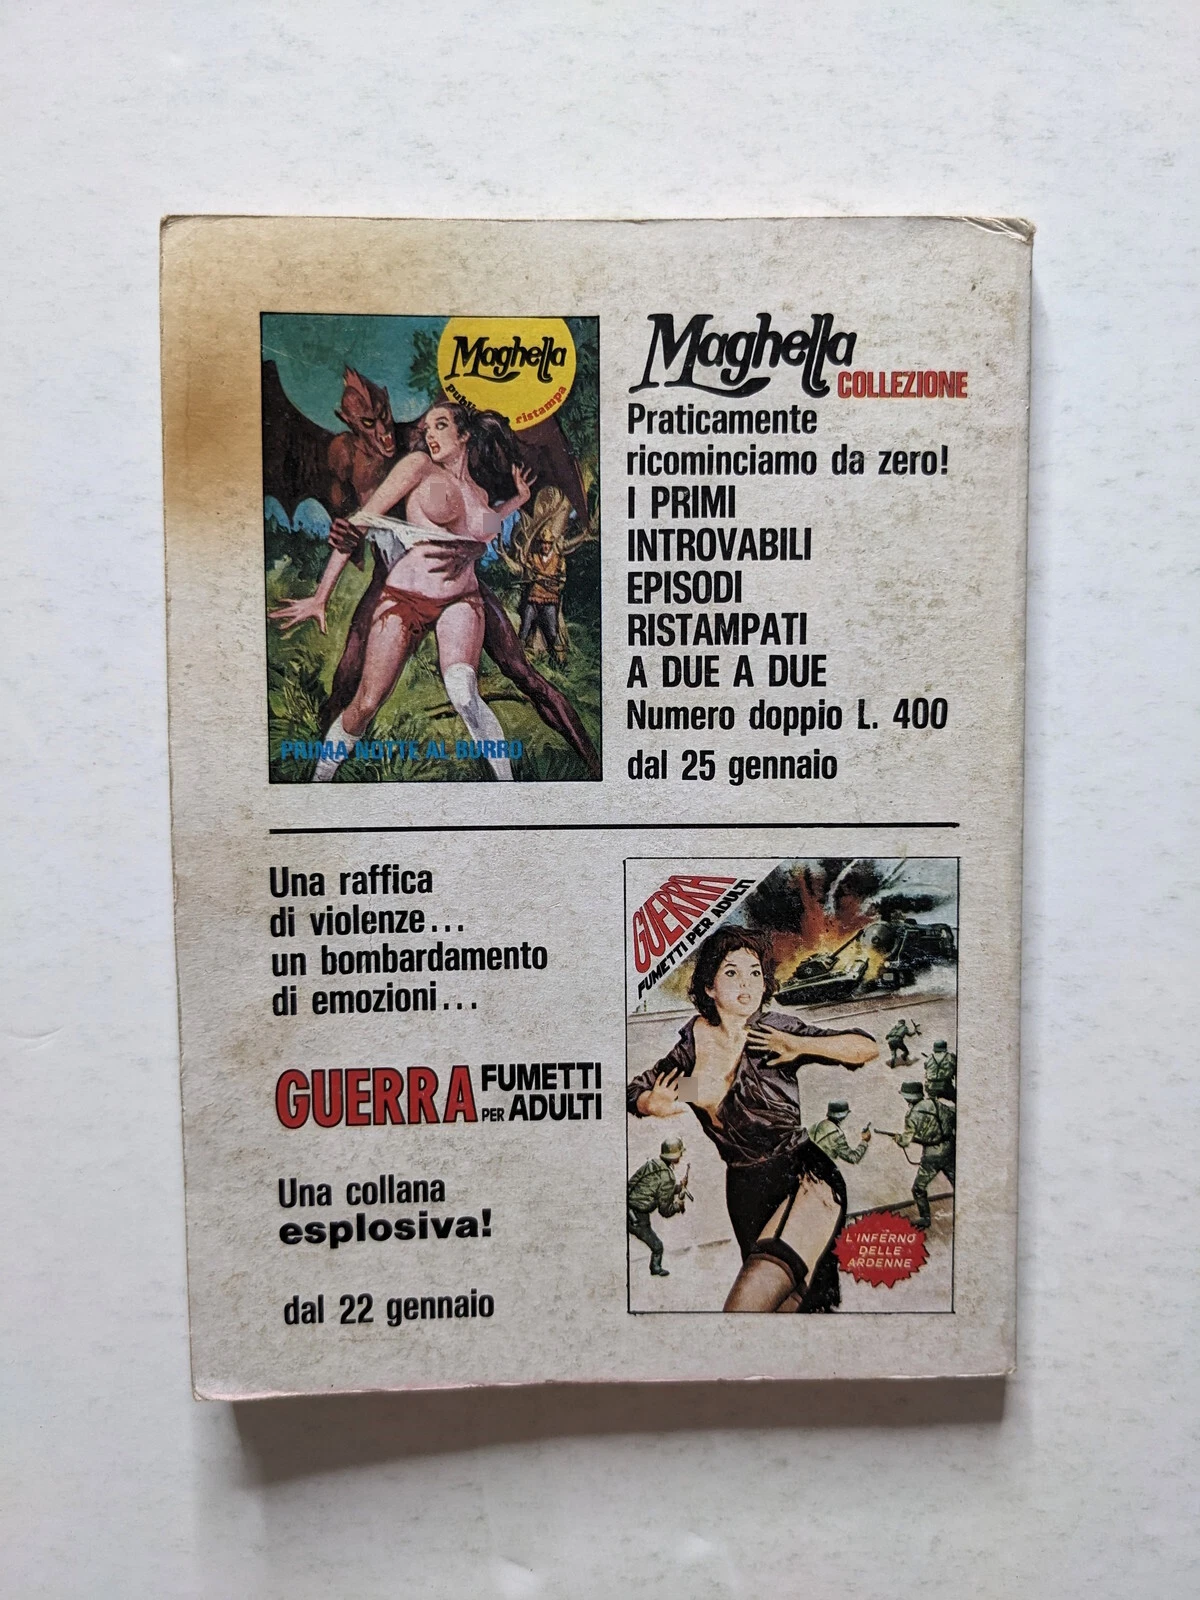 Maghella
pubbl
ristampa
PRIMA NOTTE AL BURRO
Maghella
COLLEZIONE
Praticamente
ricominciamo da zero!
I PRIMI
INTROVABILI
EPISODI
RISTAMPATI
A DUE A DUE
Numero doppio L. 400
dal 25 gennaio
Una raffica
di violenze...
un bombardamento
di emozioni...
GUERRA FUMETTI
PER ADULTI
Una collana
esplosiva!
dal 22 gennaio
GUERRA
FUMETTI PER ADULTI
L'INFERNO
DELLE
ARDENNE